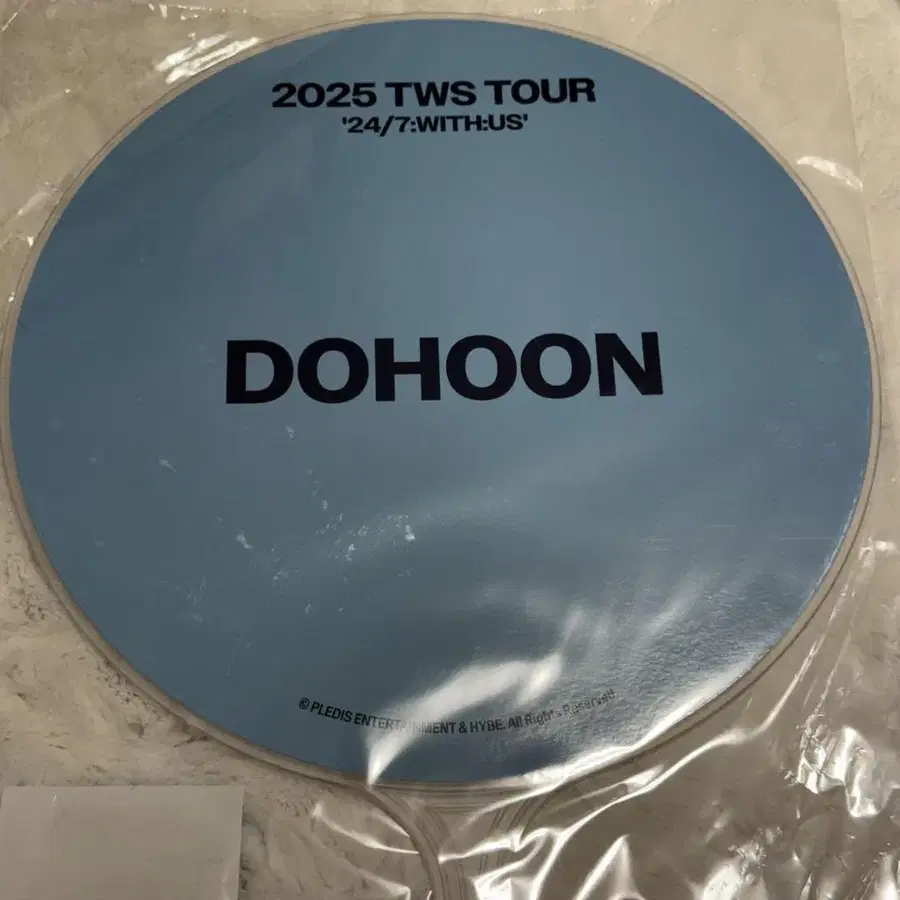 2025 TWS TOUR
'24/7:WITH:US'
DOHOON
© PLEDIS ENTERTAINMENT & HYBE. All Rights Reserved